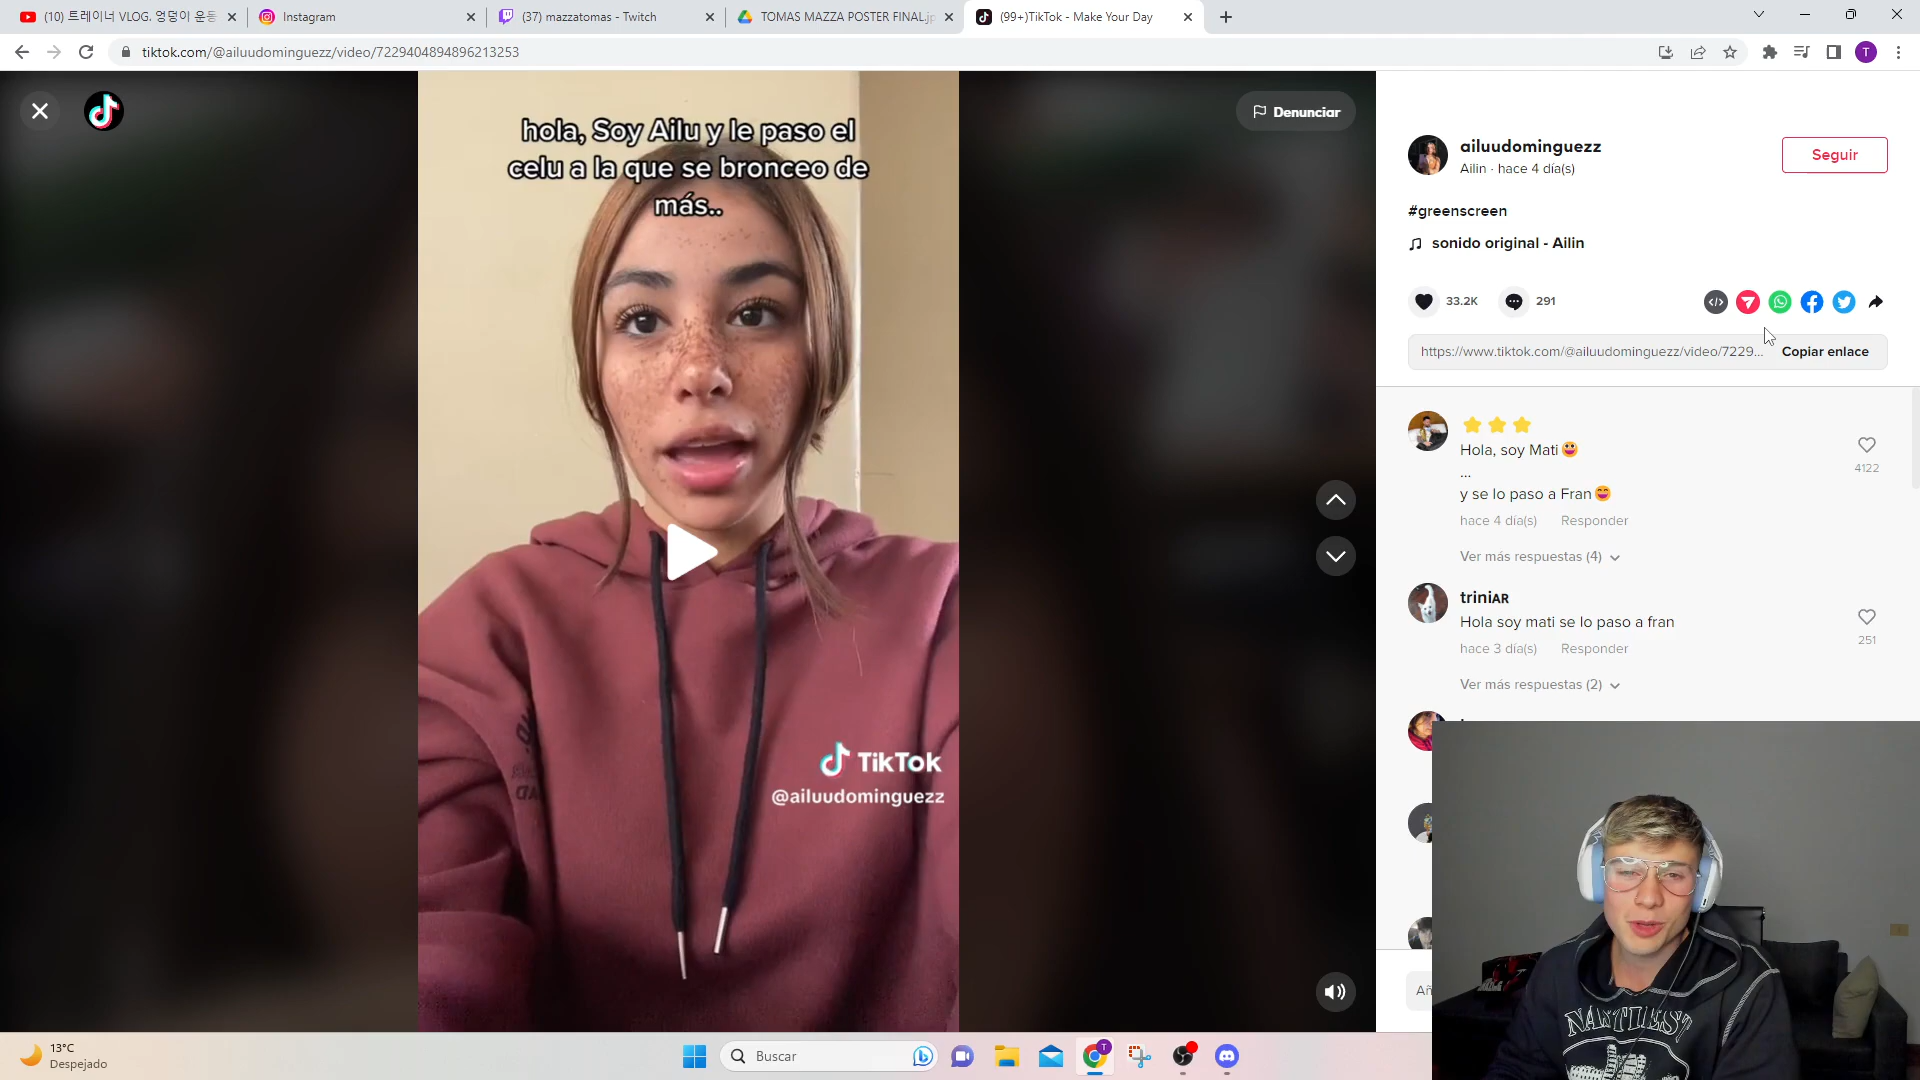 (10) 트레이너 VLOG. 엉덩이 운동
Instagram
(37) mazzatomas - Twitch
TOMAS MAZZA POSTER FINAL.jp
(99+)TikTok - Make Your Day
tiktok.com/@ailuudominguezz/video/7229404894896213253
T
hola, Soy Ailu y le paso el
celu a la que se bronceo de
más..
Denunciar
TikTok
@ailuudominguezz
ailuudominguezz
Ailin · hace 4 día(s)
Seguir
#greenscreen
sonido original - Ailin
33.2K
291
https://www.tiktok.com/@ailuudominguezz/video/7229...
Copiar enlace
Hola, soy Mati😀
...
y se lo paso a Fran😄
hace 4 día(s)
Responder
4122
Ver más respuestas (4)
triniAR
Hola soy mati se lo paso a fran
hace 3 día(s)
Responder
251
Ver más respuestas (2)
Añ
NASTIEST
13°C
Despejado
Buscar
T